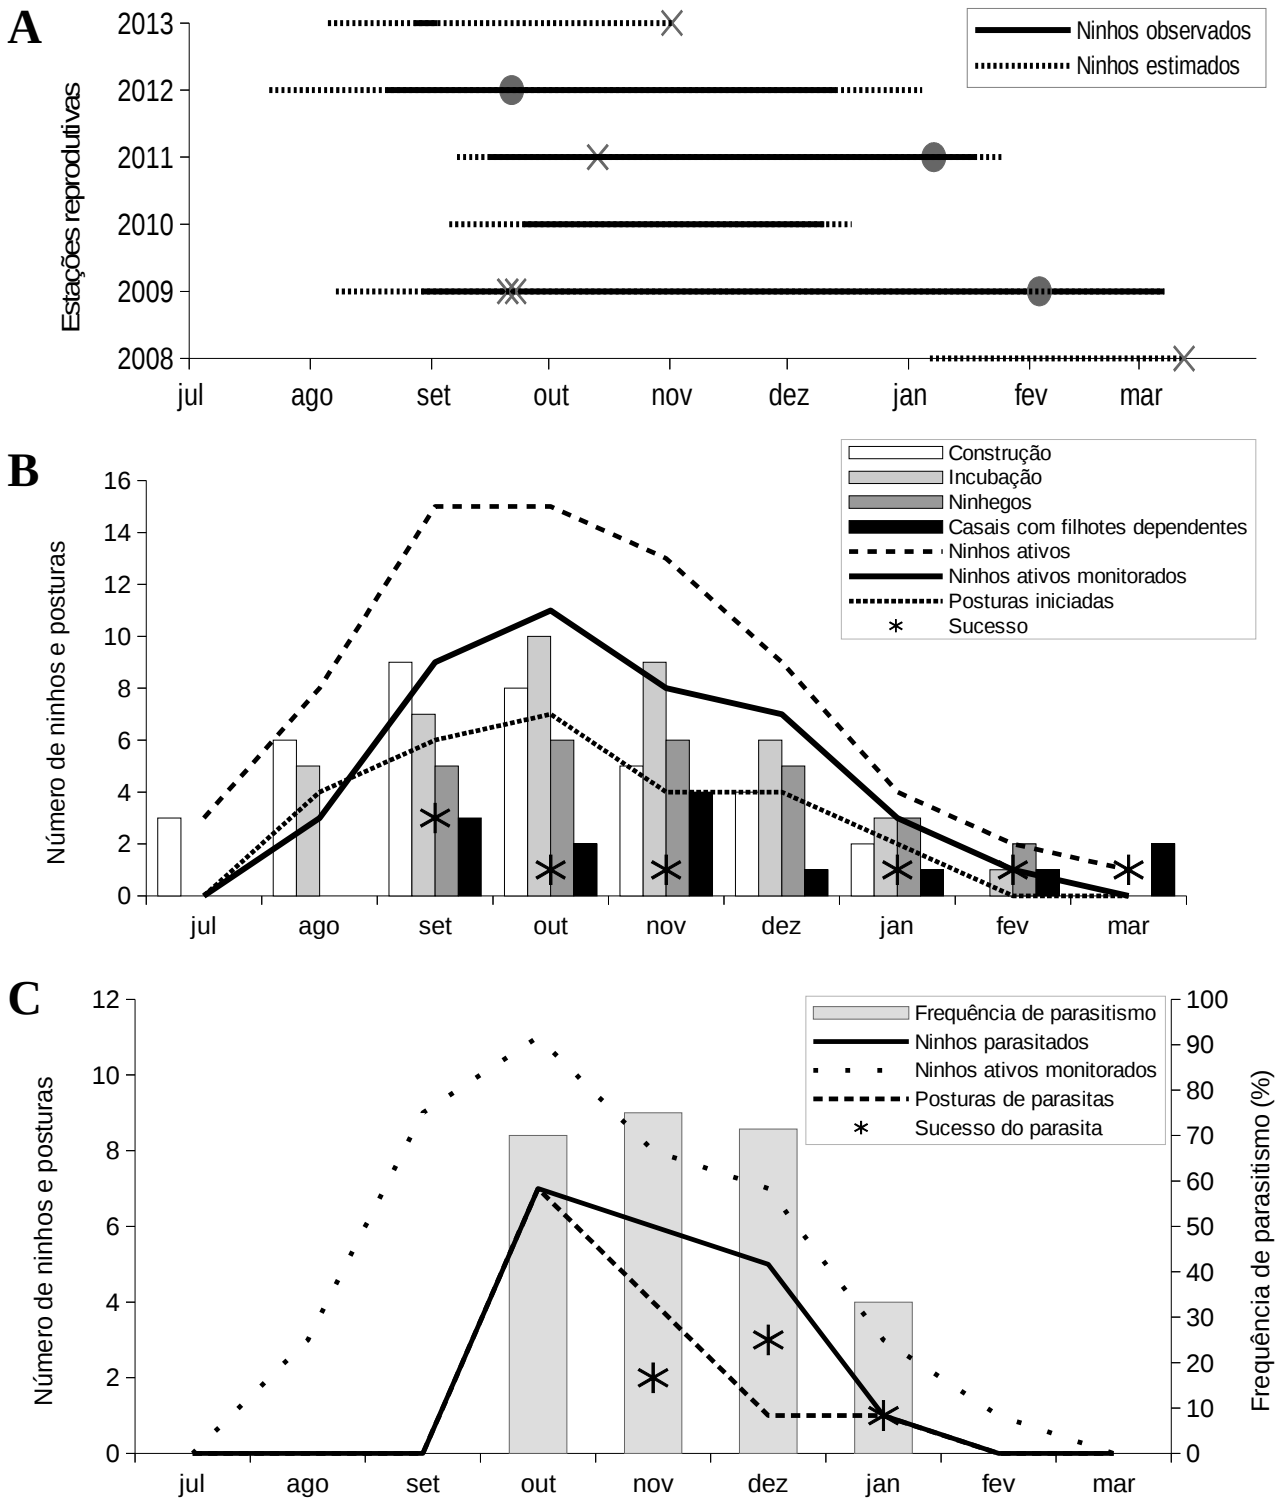 A
Estações reprodutivas
2013
2012
2011
2010
2009
2008
jul ago set out nov dez jan fev mar
Ninhos observados
Ninhos estimados
B
Número de ninhos e posturas
16
14
12
10
8
6
4
2
0
jul ago set out nov dez jan fev mar
Construção
Incubação
Ninhegos
Casais com filhotes dependentes
Ninhos ativos
Ninhos ativos monitorados
Posturas iniciadas
Sucesso
C
Número de ninhos e posturas
12
10
8
6
4
2
0
jul ago set out nov dez jan fev mar
Frequência de parasitismo
Ninhos parasitados
Ninhos ativos monitorados
Posturas de parasitas
Sucesso do parasita
100
90
80
70
60
50
40
30
20
10
0
Frequência de parasitismo (%)